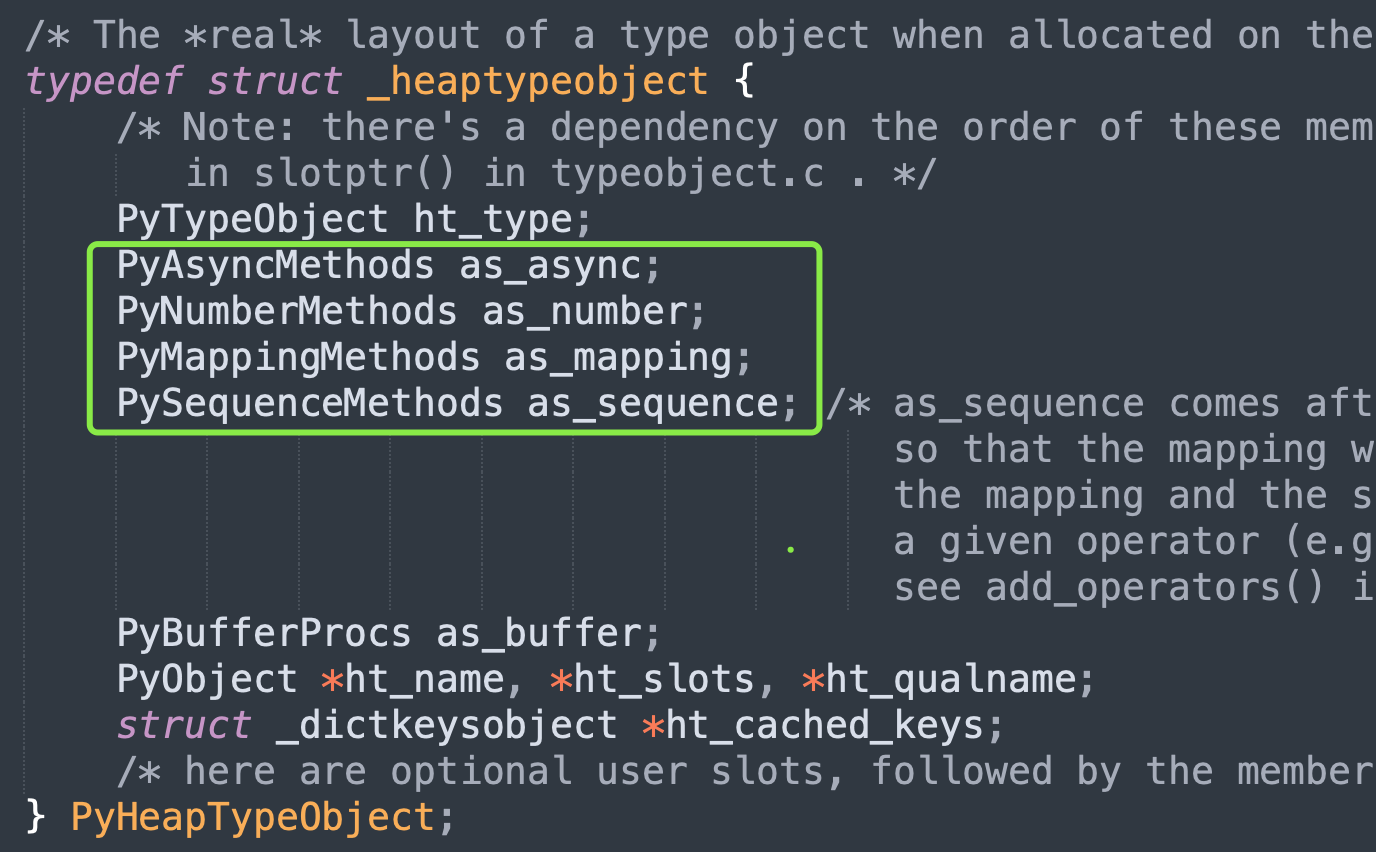 /* The *real* layout of a type object when allocated on the
typedef struct _heaptypeobject {
/* Note: there's a dependency on the order of these mem
in slotptr() in typeobject.c . */
PyTypeObject ht_type;
PyAsyncMethods as_async;
PyNumberMethods as_number;
PyMappingMethods as_mapping;
PySequenceMethods as_sequence; /* as_sequence comes aft
so that the mapping w
the mapping and the s
a given operator (e.g
see add_operators() i
PyBufferProcs as_buffer;
PyObject *ht_name, *ht_slots, *ht_qualname;
struct _dictkeysobject *ht_cached_keys;
/* here are optional user slots, followed by the member
} PyHeapTypeObject;